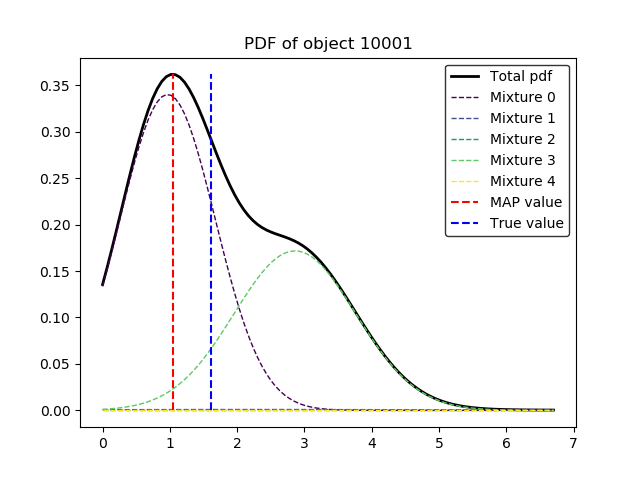 PDF of object 10001
Total pdf
Mixture 0
Mixture 1
Mixture 2
Mixture 3
Mixture 4
MAP value
True value
0.35
0.30
0.25
0.20
0.15
0.10
0.05
0.00
0 1 2 3 4 5 6 7